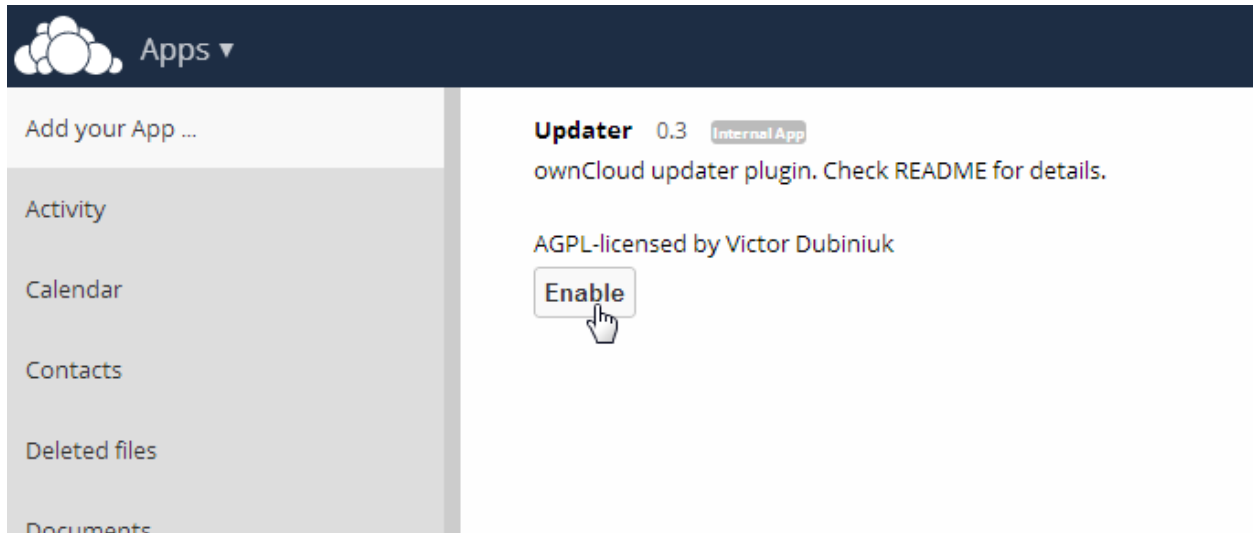 Apps ▾
Add your App ...
Activity
Calendar
Contacts
Deleted files
Documents
Updater 0.3 Internal App
ownCloud updater plugin. Check README for details.
AGPL-licensed by Victor Dubiniuk
Enable